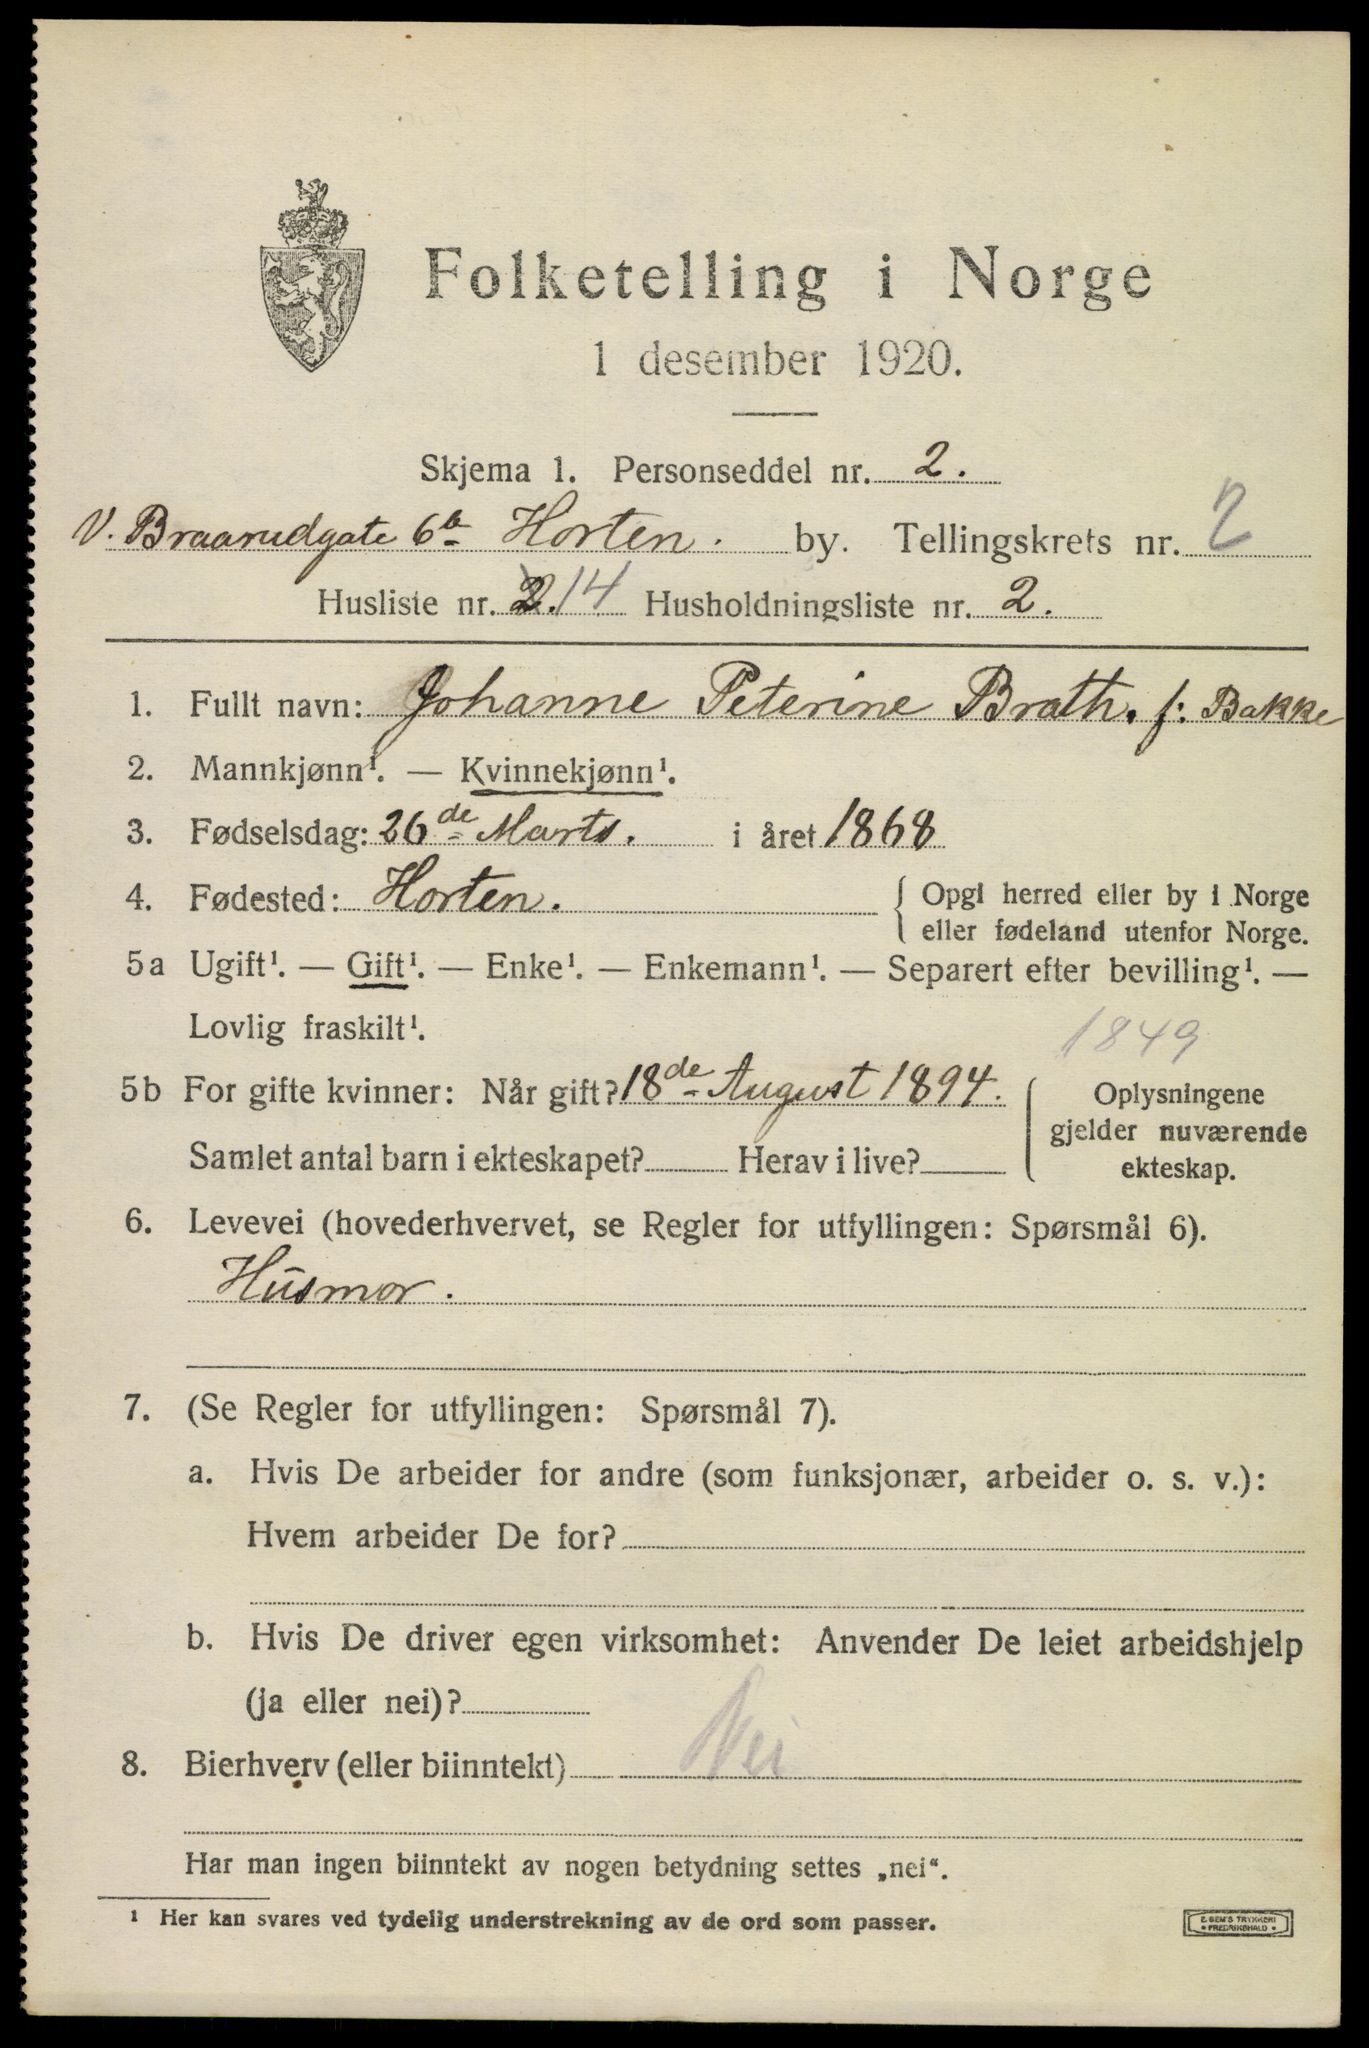 Folketelling i Norge
1 desember 1920.
Skjema 1. Personseddel nr. 2.
V. Braarudgate 6b Horten. by. Tellingskrets nr. 2
Husliste nr. 2. 14 Husholdningsliste nr. 2.
1. Fullt navn: Johanne Peterine Brath. f: Bakke
2. Mannkjønn¹. — Kvinnekjønn¹.
3. Fødselsdag: 26de Marts. i året 1868
4. Fødested: Horten. { Opgi herred eller by i Norge
eller fødeland utenfor Norge.
5a Ugift¹. — Gift¹. — Enke¹. — Enkemann¹. — Separert efter bevilling¹. —
Lovlig fraskilt¹.
1849
5b For gifte kvinner: Når gift? 18de August 1894. { Oplysningene
gjelder nuværende
Samlet antal barn i ekteskapet? Herav i live? ekteskap.
6. Levevei (hovederhvervet, se Regler for utfyllingen: Spørsmål 6).
Husmor.
7. (Se Regler for utfyllingen: Spørsmål 7).
a. Hvis De arbeider for andre (som funksjonær, arbeider o. s. v.):
Hvem arbeider De for?
b. Hvis De driver egen virksomhet: Anvender De leiet arbeidshjelp
(ja eller nei)?
8. Bierhverv (eller biinntekt) Nei
Har man ingen biinntekt av nogen betydning settes „nei“.
¹ Her kan svares ved tydelig understrekning av de ord som passer.
E. SEM'S TRYKKERI
• FREDRIKSHALD •